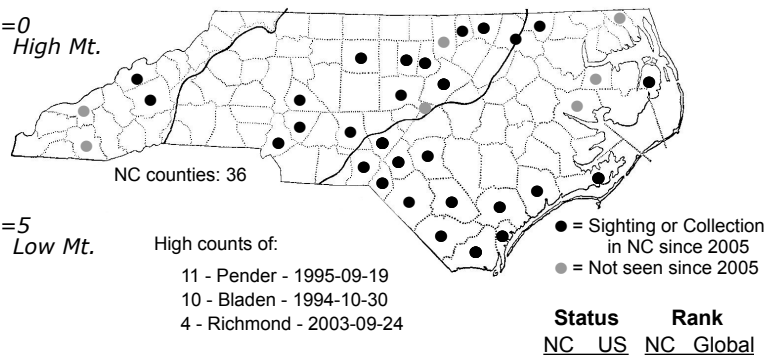 =0
High Mt.
NC counties: 36
=5
Low Mt.
High counts of:
11 - Pender - 1995-09-19
10 - Bladen - 1994-10-30
4 - Richmond - 2003-09-24
= Sighting or Collection
in NC since 2005
= Not seen since 2005
Status Rank
NC US NC Global